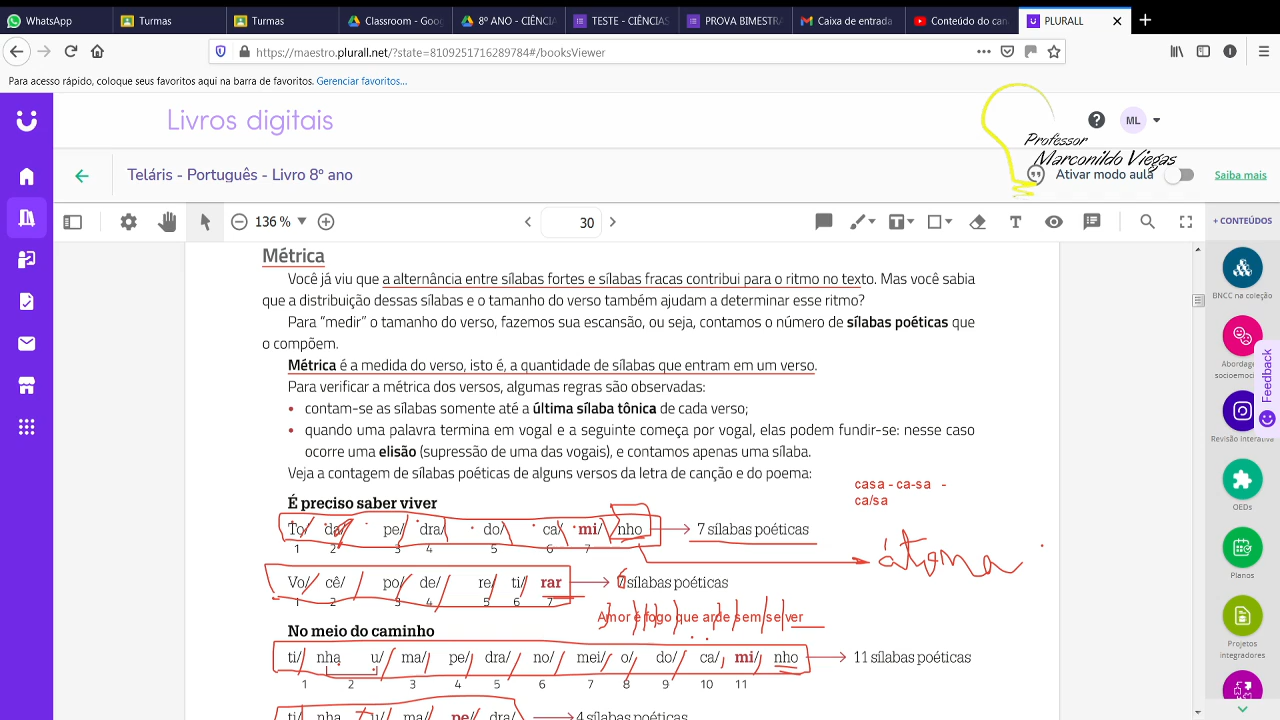 WhatsApp Turmas Turmas Classroom - Goog 8º ANO - CIÊNCIA TESTE - CIÊNCIAS PROVA BIMESTRA Caixa de entrada Conteúdo do can PLURALL
https://maestro.plurall.net/?state=8109251716289784#/booksViewer
Para acesso rápido, coloque seus favoritos aqui na barra de favoritos. Gerenciar favoritos...
Livros digitais
ML
Professor
Marconildo Viegas
Teláris - Português - Livro 8º ano
Ativar modo aula
Saiba mais
136 %
30
+ CONTEÚDOS
Métrica
Você já viu que a alternância entre sílabas fortes e sílabas fracas contribui para o ritmo no texto. Mas você sabia
que a distribuição dessas sílabas e o tamanho do verso também ajudam a determinar esse ritmo?
Para “medir” o tamanho do verso, fazemos sua escansão, ou seja, contamos o número de sílabas poéticas que
o compõem.
Métrica é a medida do verso, isto é, a quantidade de sílabas que entram em um verso.
Para verificar a métrica dos versos, algumas regras são observadas:
• contam-se as sílabas somente até a última sílaba tônica de cada verso;
• quando uma palavra termina em vogal e a seguinte começa por vogal, elas podem fundir-se: nesse caso
ocorre uma elisão (supressão de uma das vogais), e contamos apenas uma sílaba.
Veja a contagem de sílabas poéticas de alguns versos da letra de canção e do poema:
casa - ca-sa -
ca/sa
É preciso saber viver
To/ da/ pe/ dra/ do/ ca/ mi/ nho 7 sílabas poéticas
1 2 3 4 5 6 7
átona
Vo/ cê/ po/ de/ re/ ti/ rar sílabas poéticas
1 2 3 4 5 6 7
Amor é fogo que arde sem se ver
No meio do caminho
ti/ nha u/ ma/ pe/ dra/ no/ mei/ o/ do/ ca/ mi/ nho 11 sílabas poéticas
1 2 3 4 5 6 7 8 9 10 11
ti/ nha u/ ma/ pe/ dra/ 4 sílabas poéticas
BNCC na coleção
Abordage
socioemoc
Revisão interativa
OEDs
Planos
Projetos
integradores
Feedback